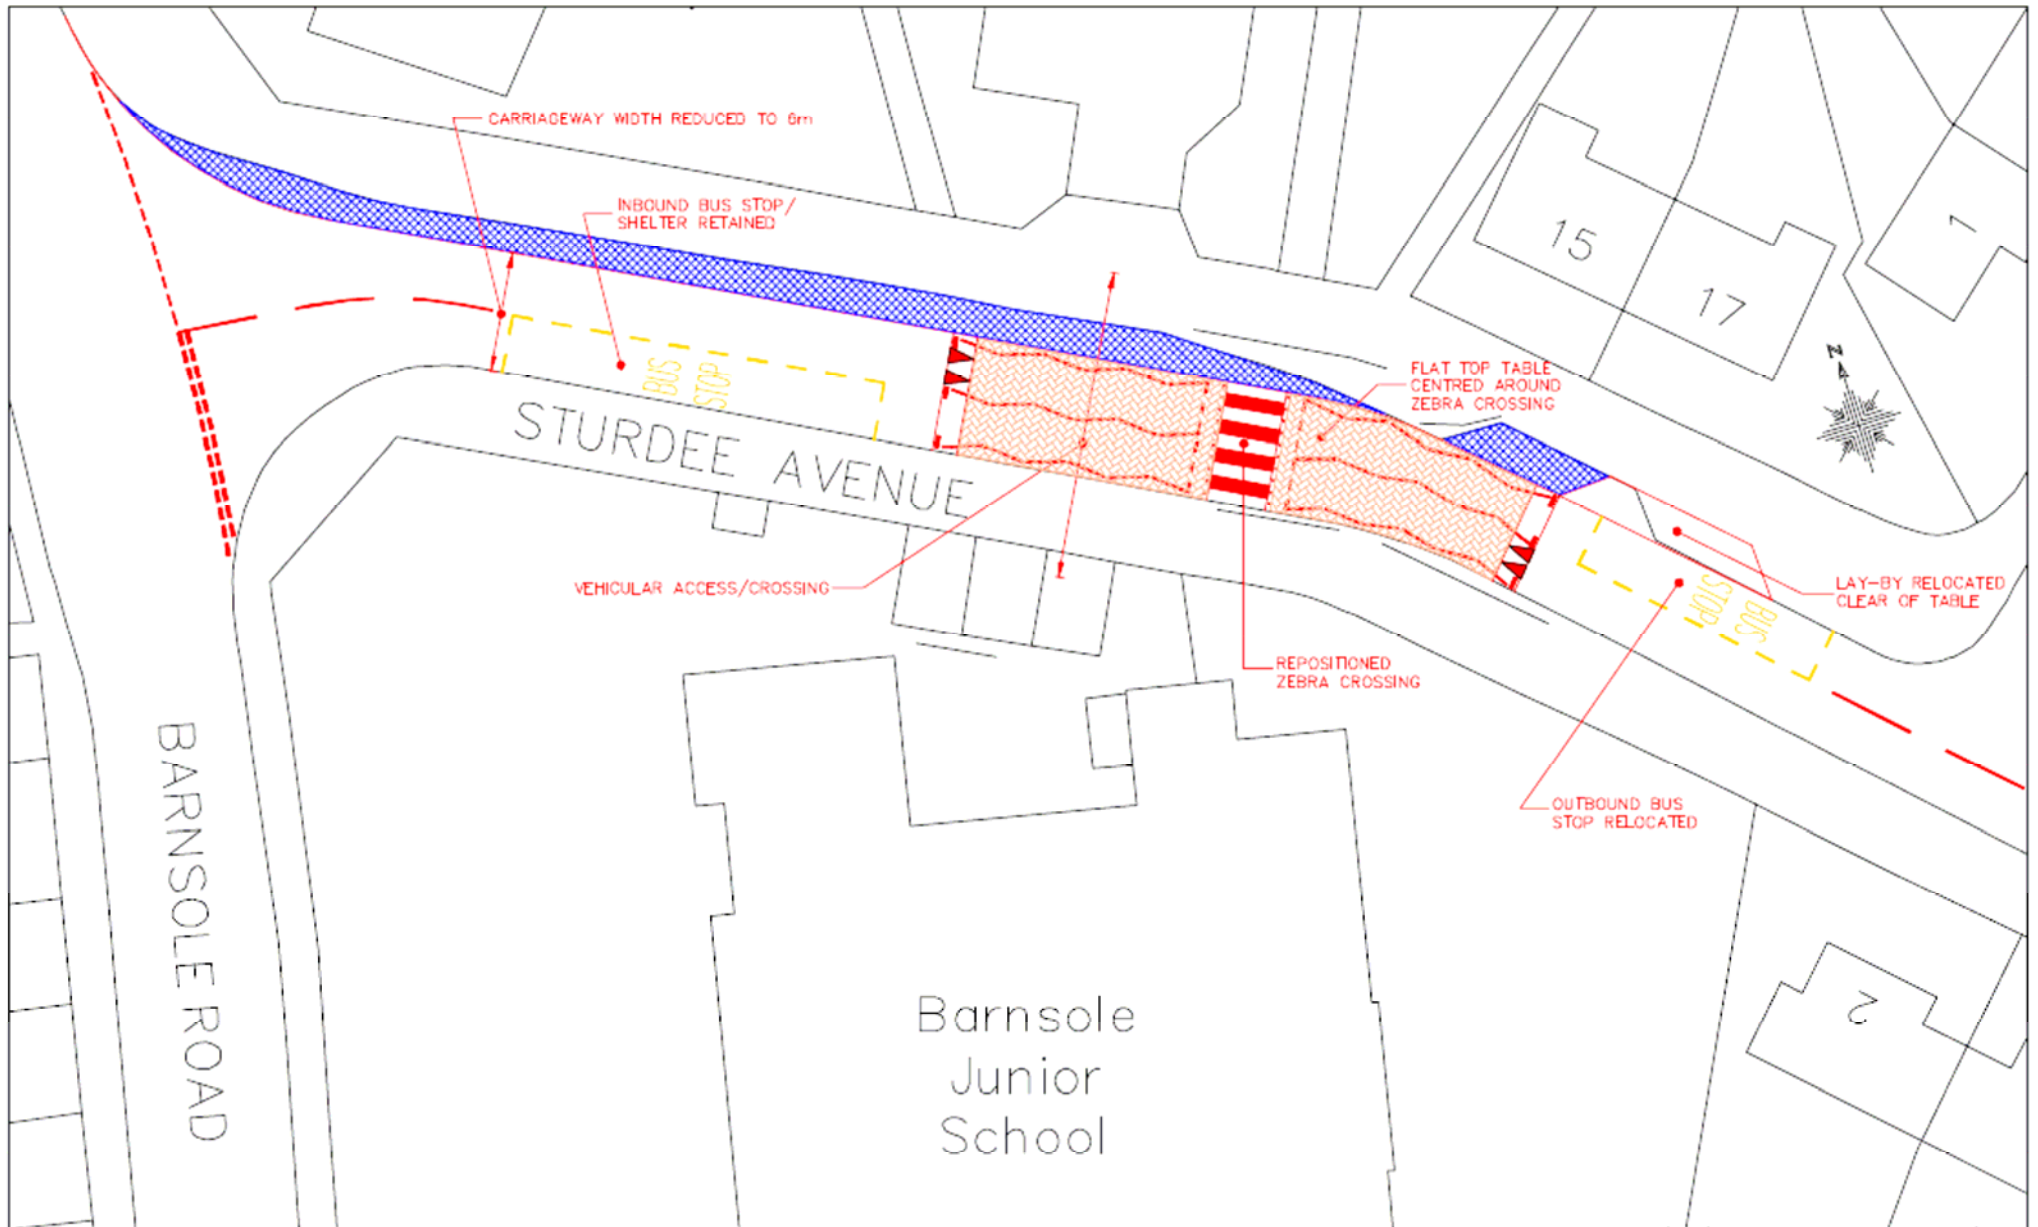 CARRIAGEWAY WIDTH REDUCED TO 6m
INBOUND BUS STOP/
SHELTER RETAINED
15
17
1
N
BUS
STOP
FLAT TOP TABLE
CENTRED AROUND
ZEBRA CROSSING
STURDEE AVENUE
VEHICULAR ACCESS/CROSSING
LAY-BY RELOCATED
CLEAR OF TABLE
BUS
STOP
REPOSITIONED
ZEBRA CROSSING
OUTBOUND BUS
STOP RELOCATED
BARNSOLE ROAD
Barnsole
Junior
School
2